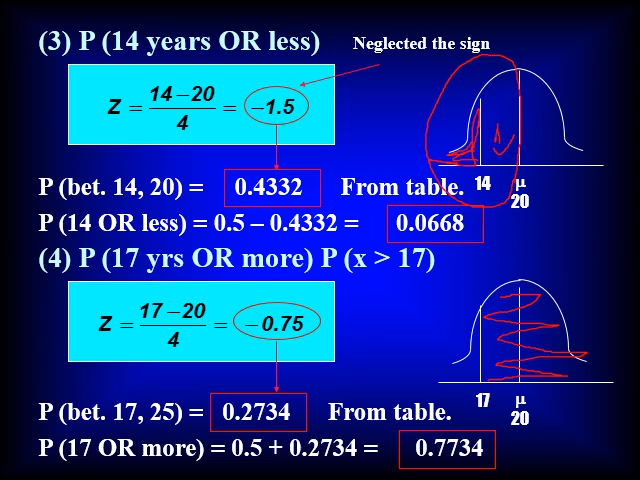 (3) P (14 years OR less)
Neglected the sign
Z = 14 – 20 / 4 = –1.5
P (bet. 14, 20) = 0.4332 From table.
14 μ
20
P (14 OR less) = 0.5 – 0.4332 = 0.0668
(4) P (17 yrs OR more) P (x > 17)
Z = 17 – 20 / 4 = – 0.75
17 μ
20
P (bet. 17, 25) = 0.2734 From table.
P (17 OR more) = 0.5 + 0.2734 = 0.7734